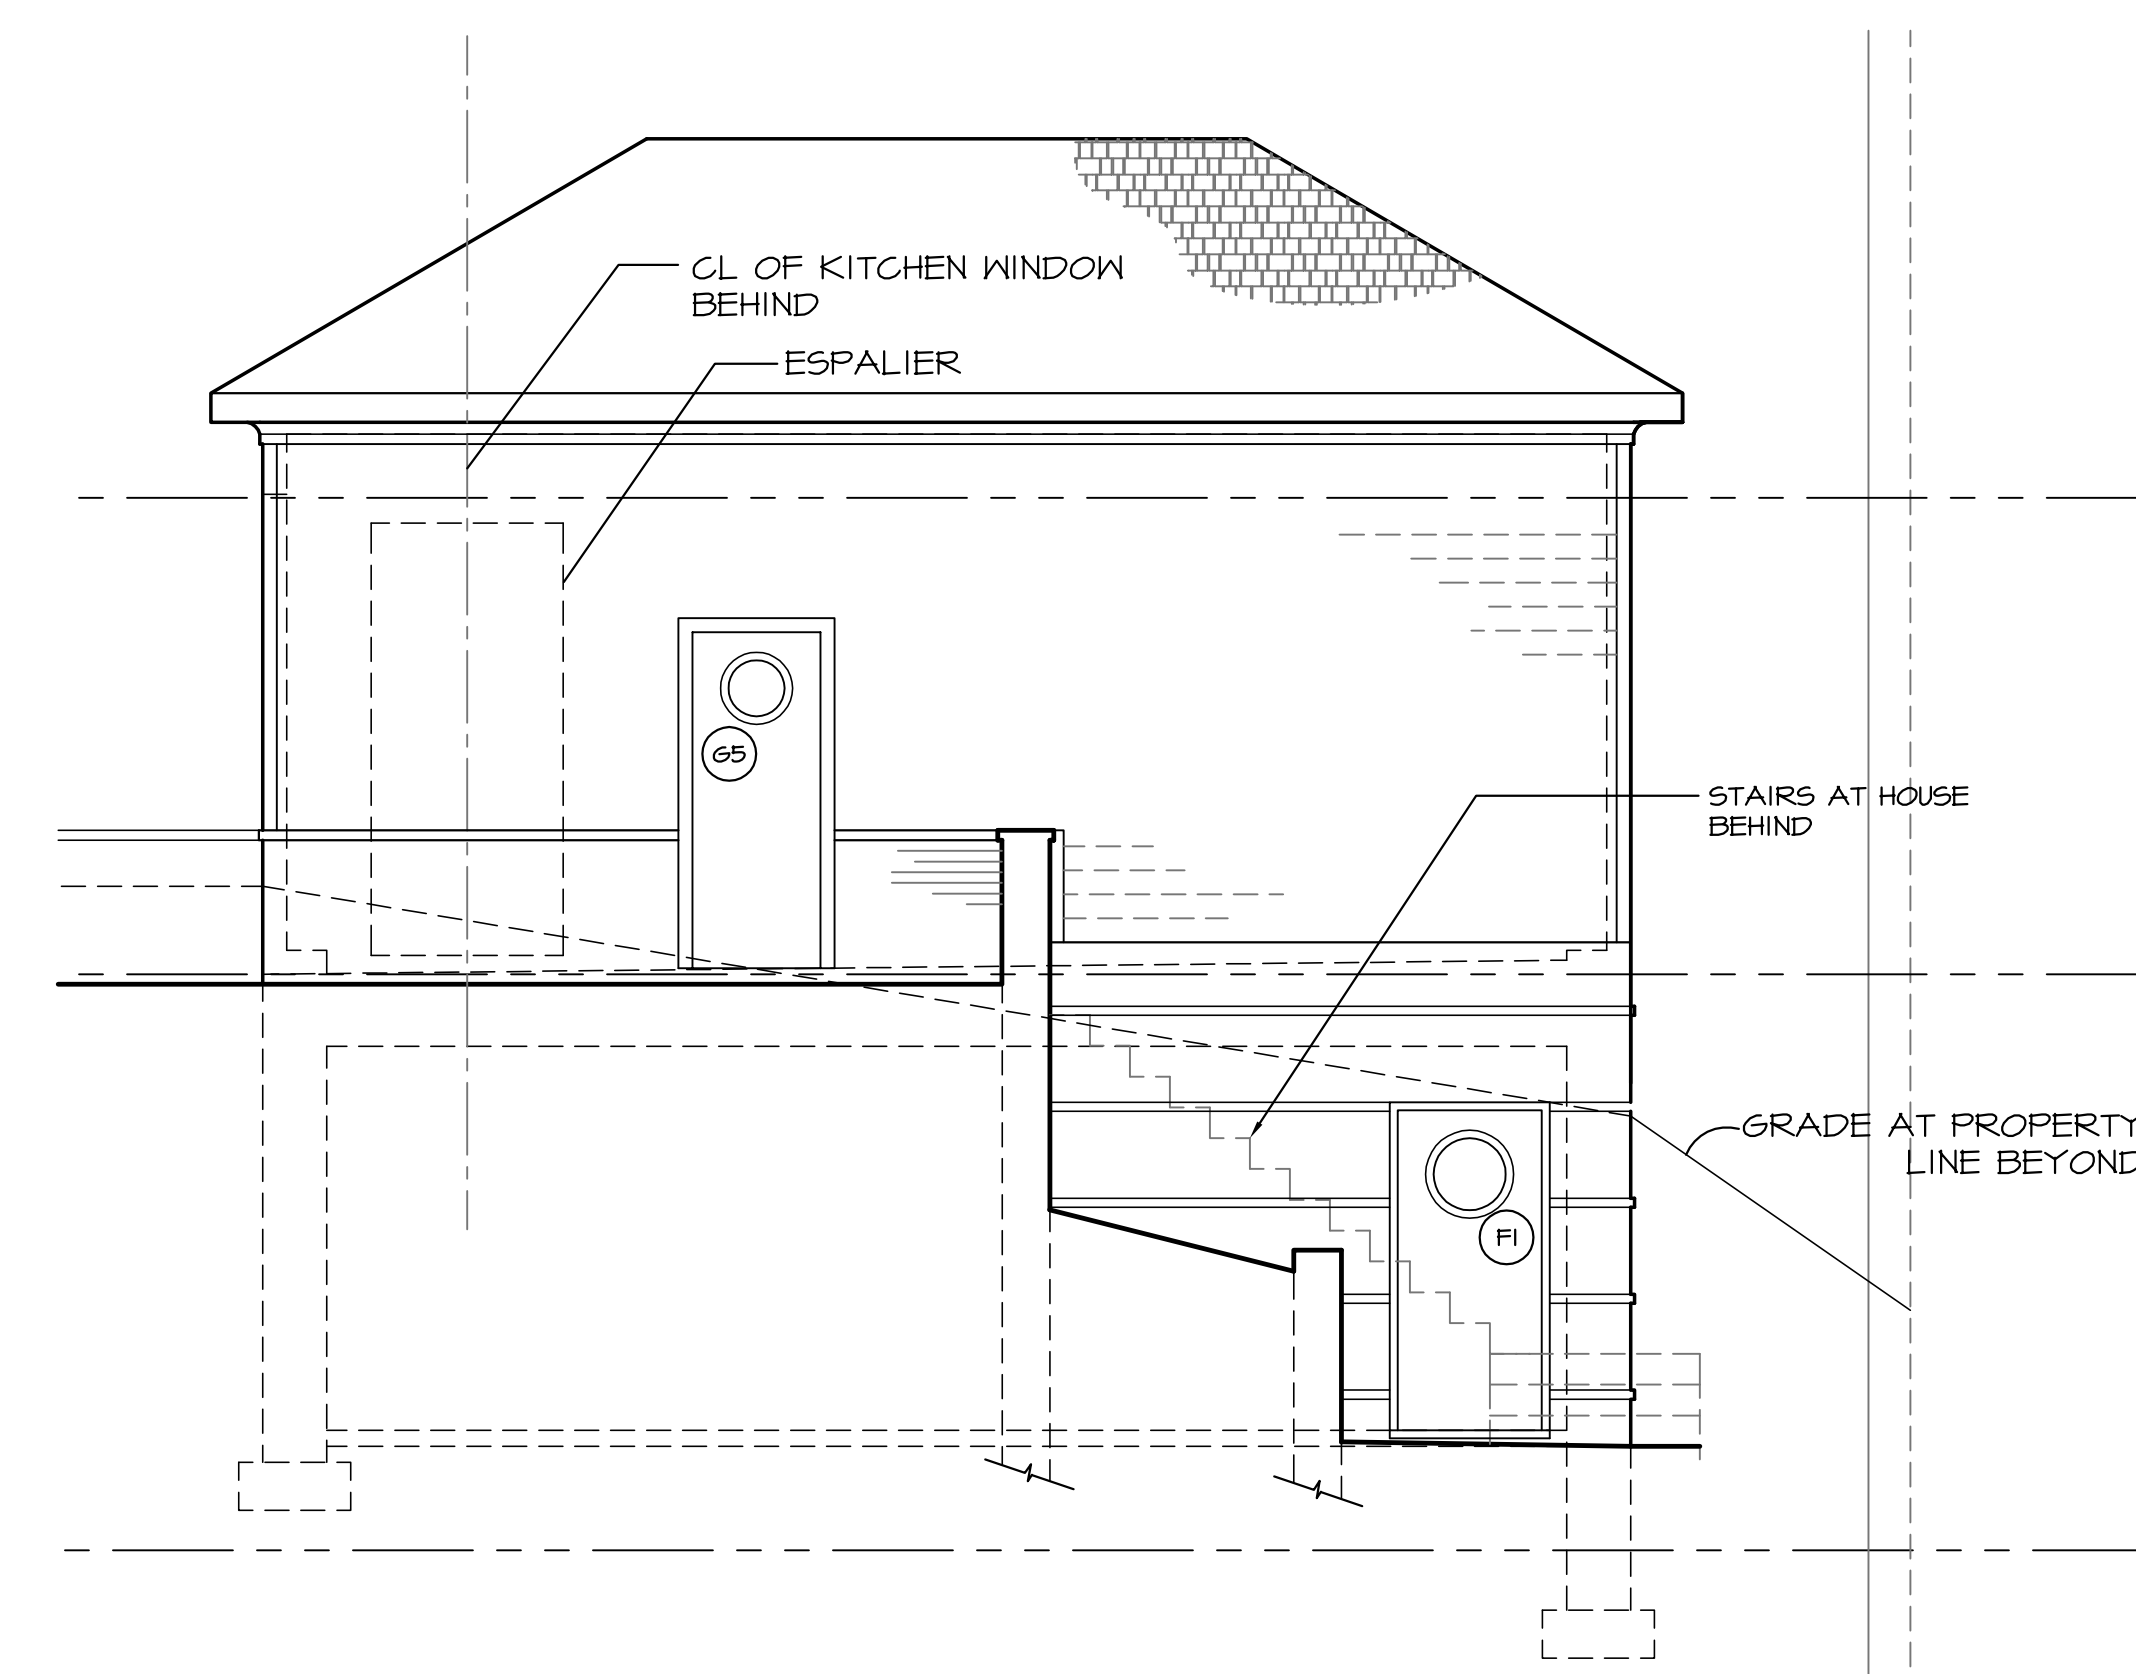 CL OF KITCHEN WINDOW
BEHIND
ESPALIER
G5
STAIRS AT HOUSE
BEHIND
GRADE AT PROPERTY
LINE BEYOND
F1